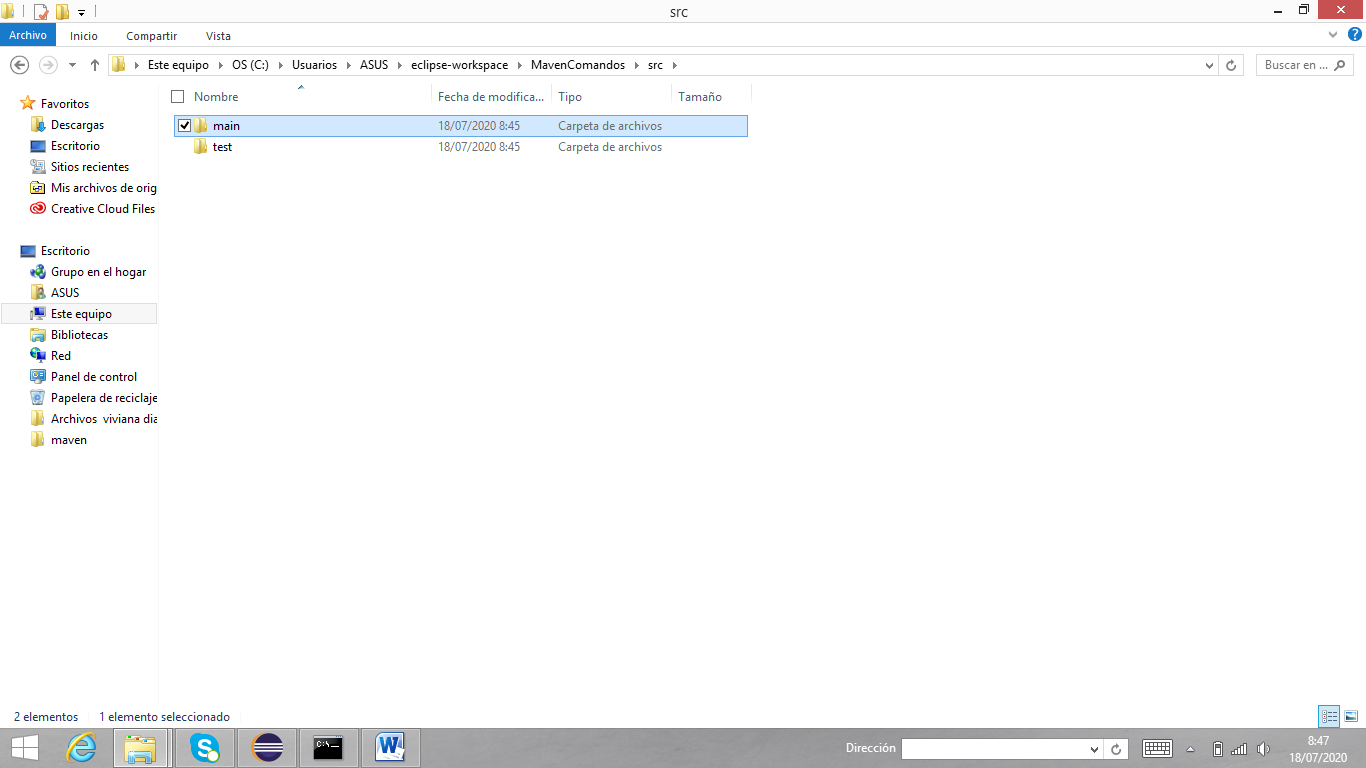 src
Archivo Inicio Compartir Vista
Este equipo OS (C:) Usuarios ASUS eclipse-workspace MavenComandos src Buscar en ...
Nombre Fecha de modifica... Tipo Tamaño
main 18/07/2020 8:45 Carpeta de archivos
test 18/07/2020 8:45 Carpeta de archivos
Favoritos
Descargas
Escritorio
Sitios recientes
Mis archivos de orig
Creative Cloud Files
Escritorio
Grupo en el hogar
ASUS
Este equipo
Bibliotecas
Red
Panel de control
Papelera de reciclaje
Archivos viviana dia
maven
2 elementos 1 elemento seleccionado
Dirección
8:47
18/07/2020